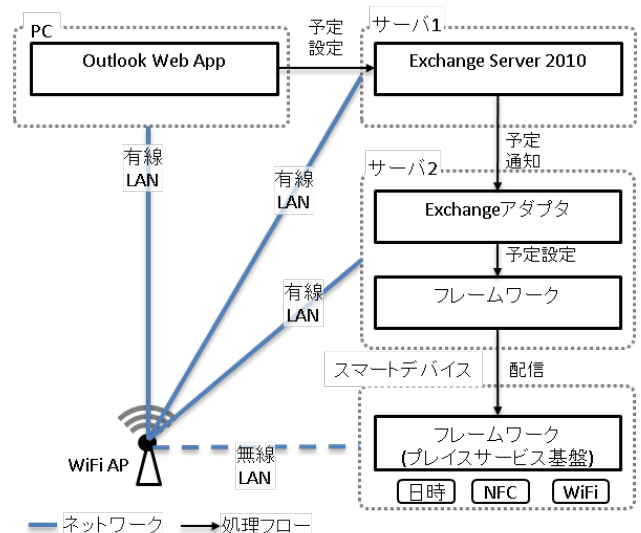 PC
Outlook Web App
予定
設定
サーバ1
Exchange Server 2010
予定
通知
サーバ2
有線
LAN
有線
LAN
Exchangeアダプタ
予定設定
有線
LAN
フレームワーク
スマートデバイス
配信
フレームワーク
(プレイスサービス基盤)
WiFi AP
無線
LAN
日時
NFC
WiFi
ネットワーク
処理フロー